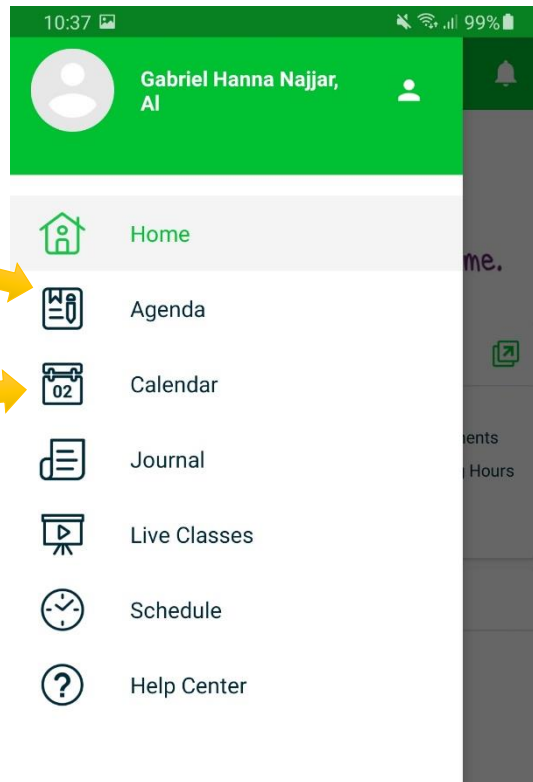 10:37
99%
Gabriel Hanna Najjar,
Al
Home
me.
Agenda
02
Calendar
ments
Journal
Hours
Live Classes
Schedule
?
Help Center